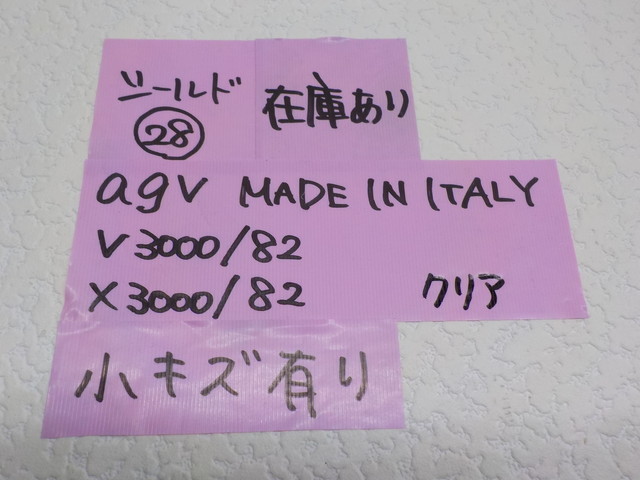 シールド
28
在庫あり
agv MADE IN ITALY
V3000/82
X3000/82
クリア
小キズ有り